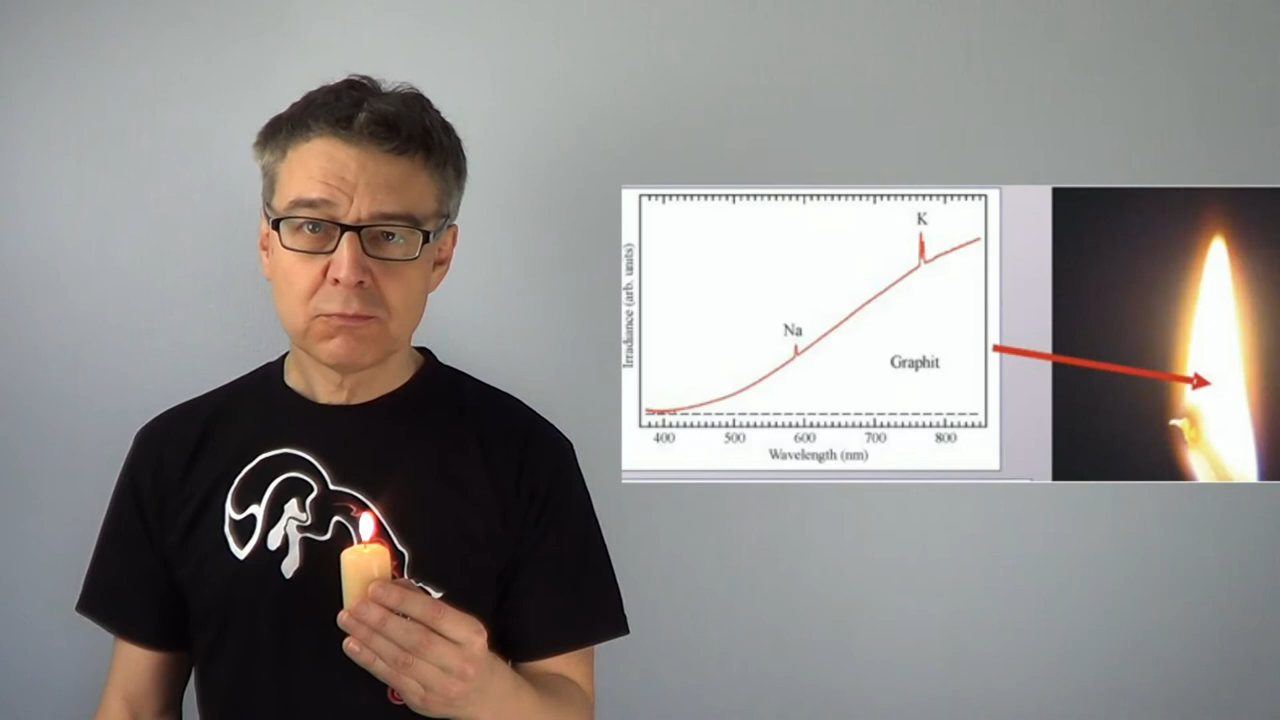 K
Na
Graphit
Irradiance (arb. units)
400 500 600 700 800
Wavelength (nm)